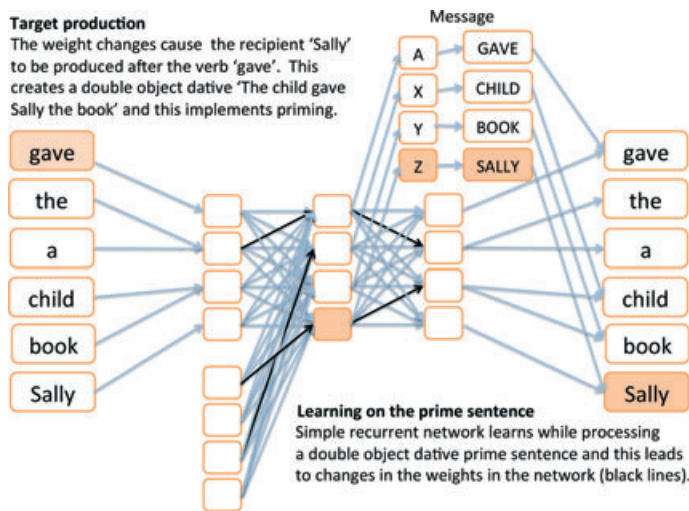 Target production
The weight changes cause the recipient ‘Sally’
to be produced after the verb ‘gave’. This
creates a double object dative ‘The child gave
Sally the book’ and this implements priming.
Message
A
GAVE
X
CHILD
Y
BOOK
Z
SALLY
gave
the
a
child
book
Sally
gave
the
a
child
book
Sally
Learning on the prime sentence
Simple recurrent network learns while processing
a double object dative prime sentence and this leads
to changes in the weights in the network (black lines).